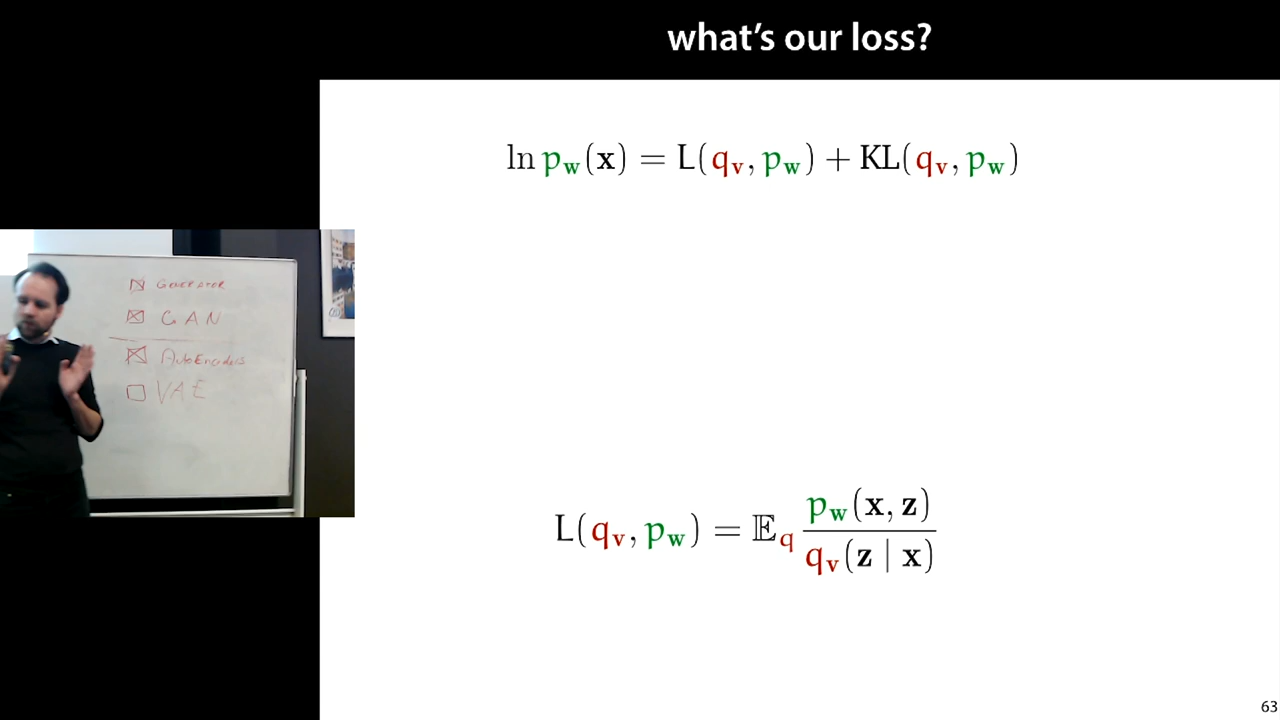 what's our loss?
ln p_w(x) = L(q_v, p_w) + KL(q_v, p_w)
GENERATOR
GAN
AutoEncoders
VAE
L(q_v, p_w) = 𝔼_q p_w(x, z) / q_v(z | x)
63